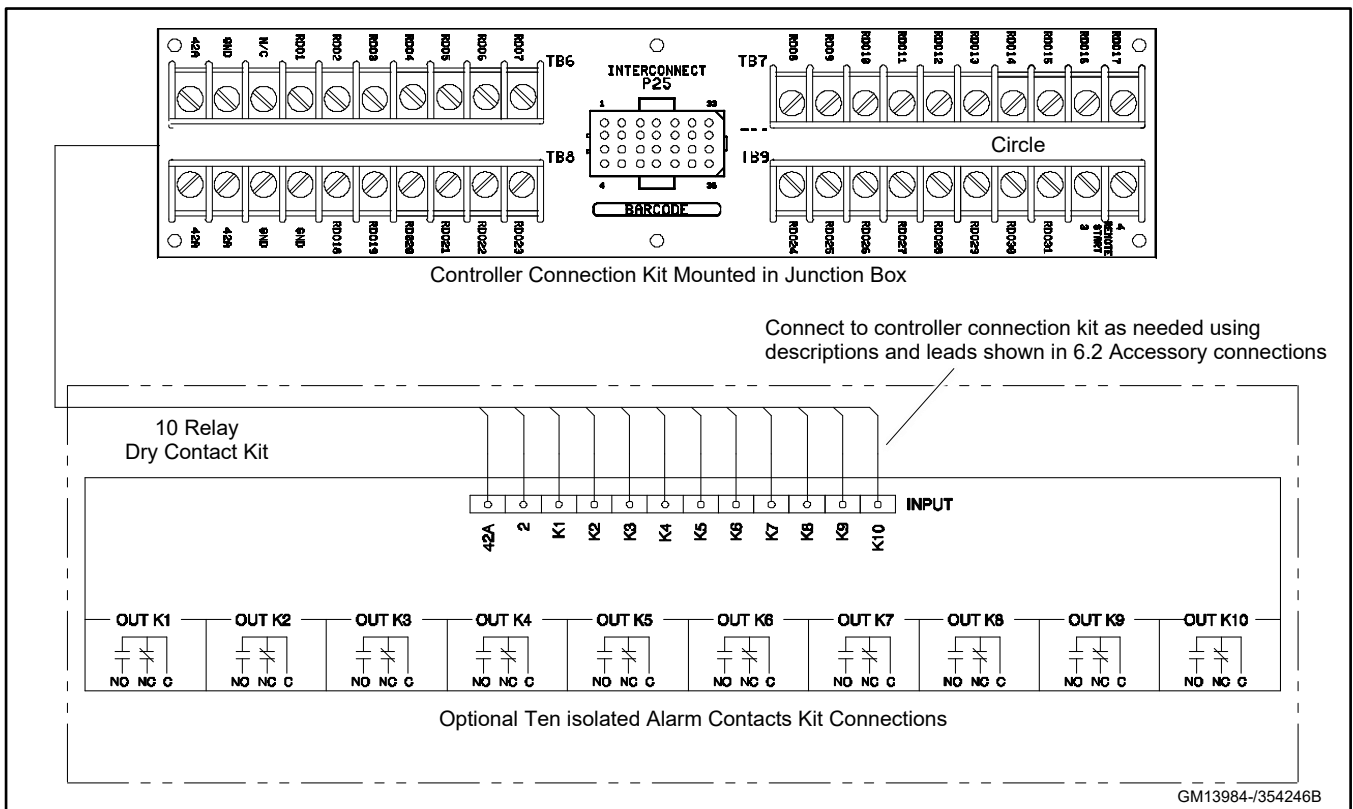 42A GND N/C RDO1 RDO2 RDO3 RDO4 RDO5 RDO6 RDO7
TB6
INTERCONNECT
P25
1 33
4 36
BARCODE
TB7
RDO8 RDO9 RDO10 RDO11 RDO12 RDO13 RDO14 RDO15 RDO16 RDO17
Circle
TB8
42A 42A GND GND RDO18 RDO19 RDO20 RDO21 RDO22 RDO23
TB9
RDO24 RDO25 RDO26 RDO27 RDO28 RDO29 RDO30 RDO31 3 REMOTE START 4
Controller Connection Kit Mounted in Junction Box
Connect to controller connection kit as needed using
descriptions and leads shown in 6.2 Accessory connections
10 Relay
Dry Contact Kit
INPUT
42A 2 K1 K2 K3 K4 K5 K6 K7 K8 K9 K10
OUT K1 OUT K2 OUT K3 OUT K4 OUT K5 OUT K6 OUT K7 OUT K8 OUT K9 OUT K10
NO NC C NO NC C NO NC C NO NC C NO NC C NO NC C NO NC C NO NC C NO NC C NO NC C
Optional Ten isolated Alarm Contacts Kit Connections
GM13984-/354246B